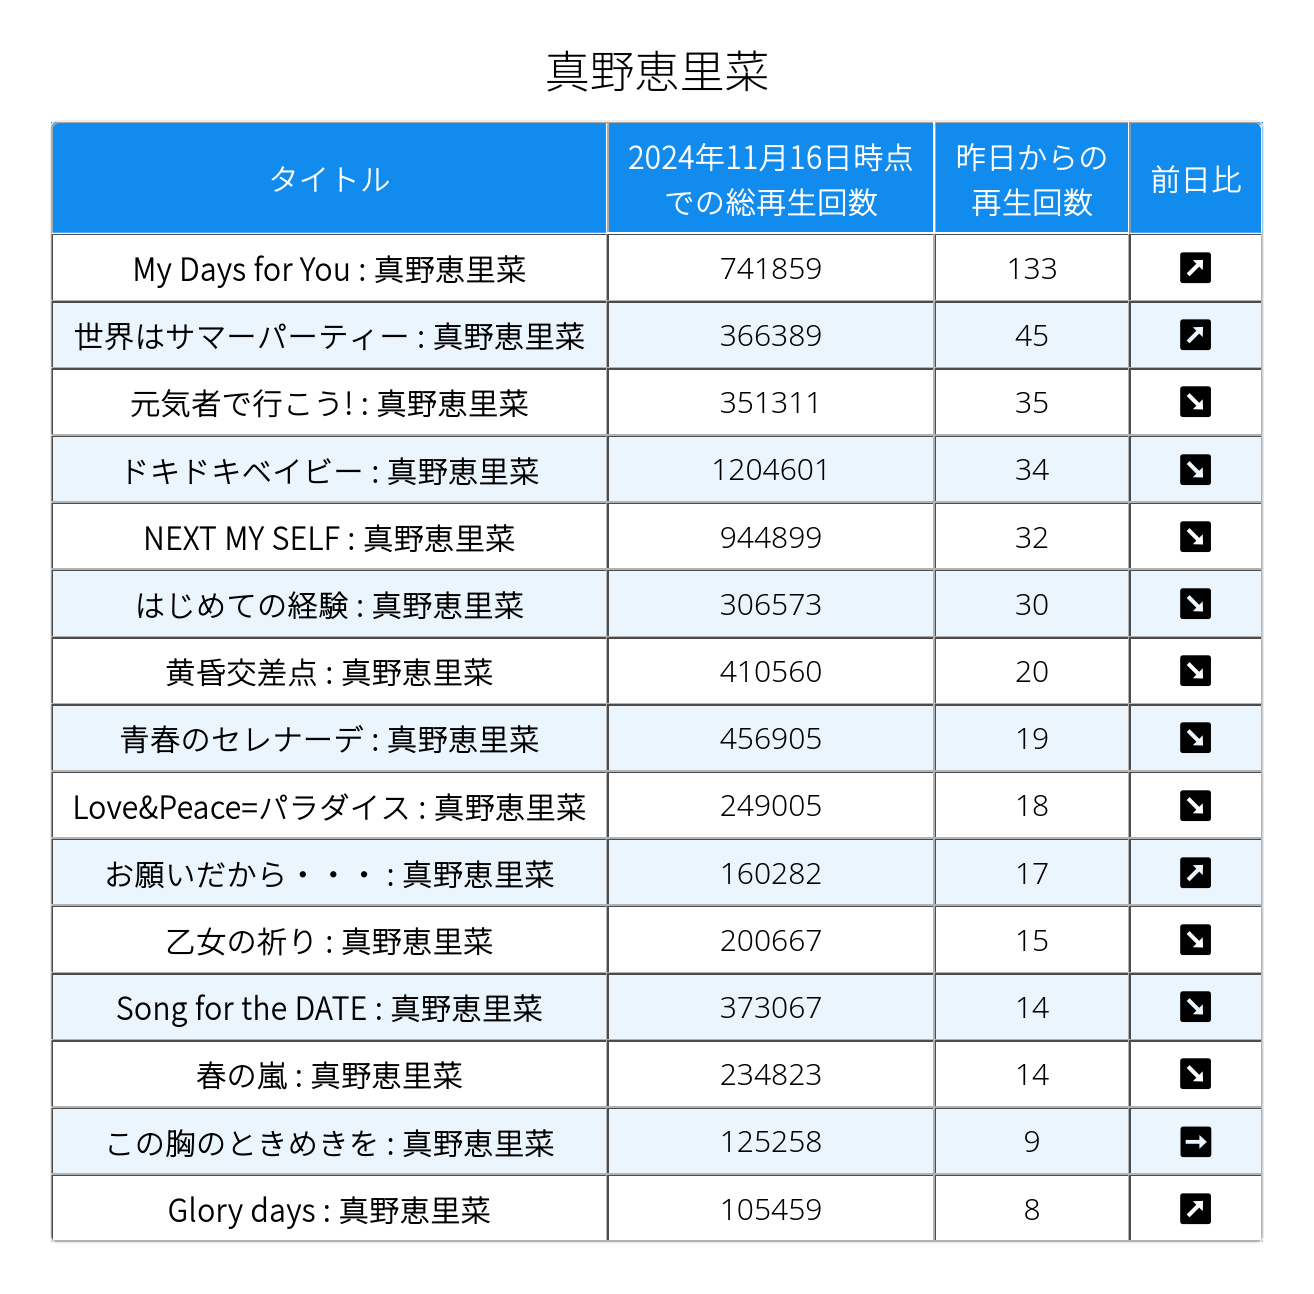 真野恵里菜
タイトル 2024年11月16日時点での総再生回数 昨日からの再生回数 前日比
My Days for You : 真野恵里菜 741859 133 ↗
世界はサマーパーティー : 真野恵里菜 366389 45 ↗
元気者で行こう! : 真野恵里菜 351311 35 ↘
ドキドキベイビー : 真野恵里菜 1204601 34 ↘
NEXT MY SELF : 真野恵里菜 944899 32 ↘
はじめての経験 : 真野恵里菜 306573 30 ↘
黄昏交差点 : 真野恵里菜 410560 20 ↘
青春のセレナーデ : 真野恵里菜 456905 19 ↘
Love&Peace=パラダイス : 真野恵里菜 249005 18 ↘
お願いだから・・・ : 真野恵里菜 160282 17 ↗
乙女の祈り : 真野恵里菜 200667 15 ↘
Song for the DATE : 真野恵里菜 373067 14 ↘
春の嵐 : 真野恵里菜 234823 14 ↘
この胸のときめきを : 真野恵里菜 125258 9 →
Glory days : 真野恵里菜 105459 8 ↗